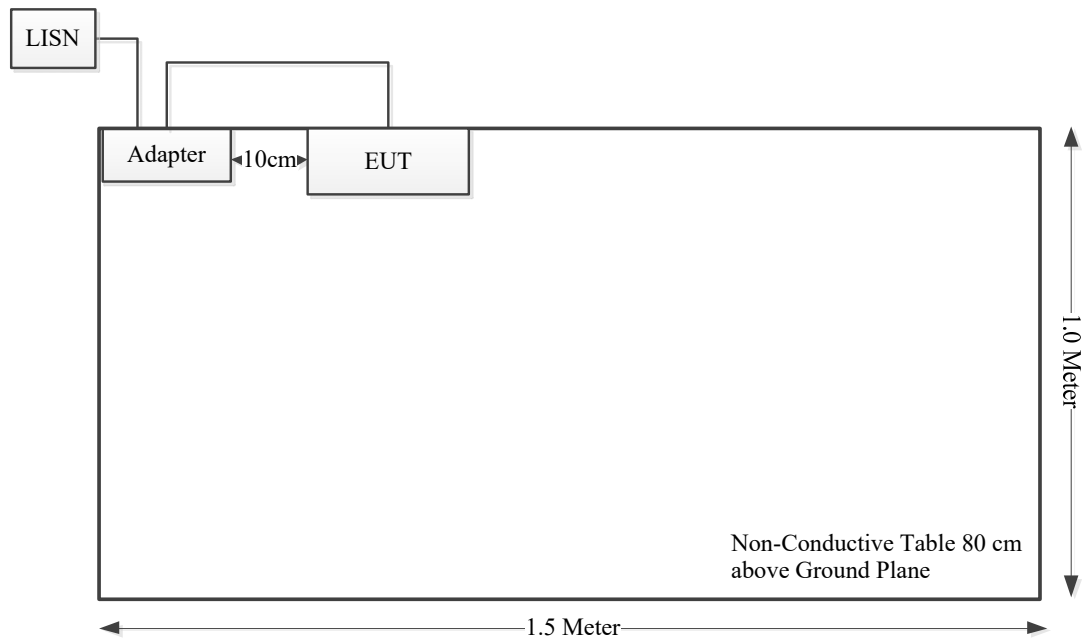 LISN
Adapter
10cm
EUT
1.0 Meter
Non-Conductive Table 80 cm
above Ground Plane
1.5 Meter